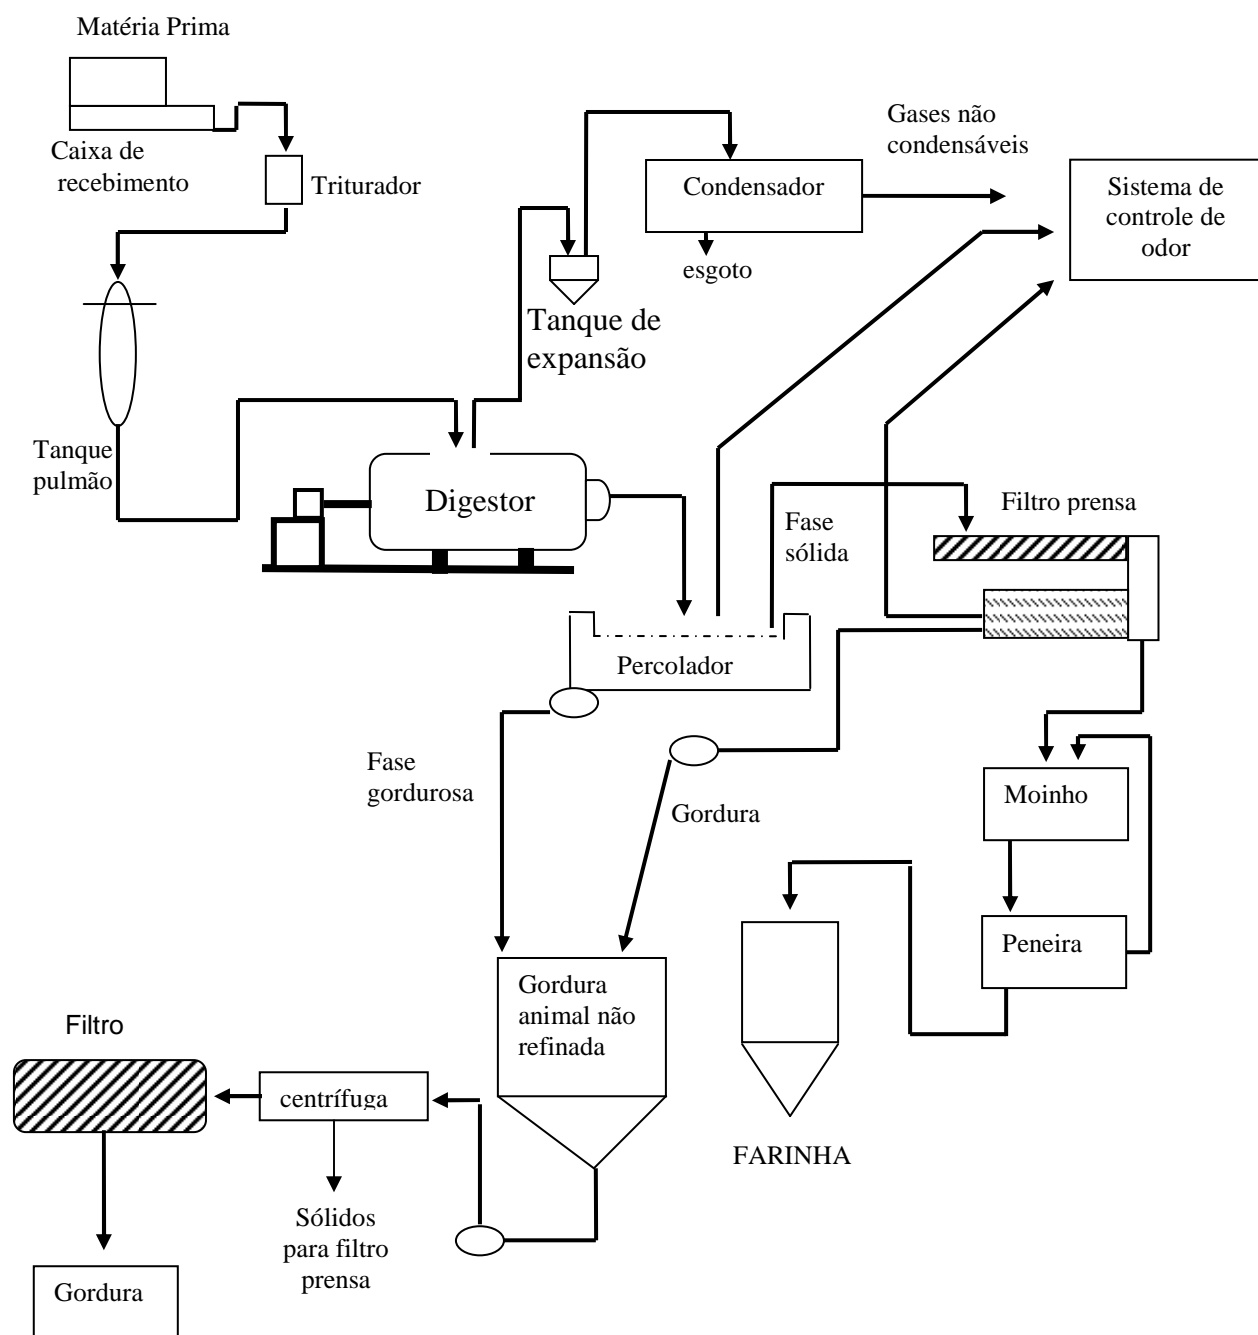 Matéria Prima
Caixa de
recebimento
Triturador
Gases não
condensáveis
Condensador
Sistema de
controle de
odor
esgoto
Tanque de
expansão
Tanque
pulmão
Digestor
Fase
sólida
Filtro prensa
Percolador
Fase
gordurosa
Gordura
Moinho
Peneira
Gordura
animal não
refinada
Filtro
centrífuga
FARINHA
Sólidos
para filtro
prensa
Gordura